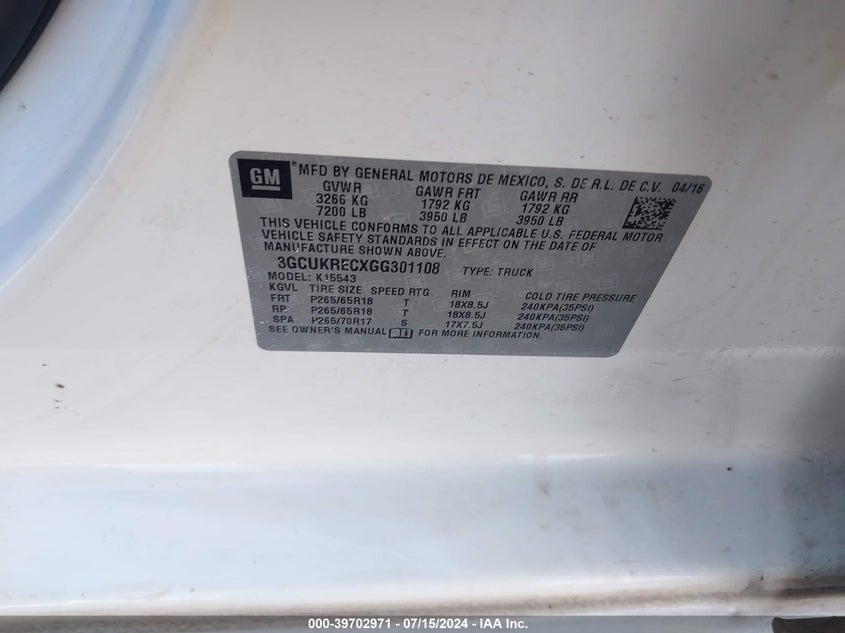 GM
MFD BY GENERAL MOTORS DE MEXICO, S. DE R.L. DE C.V. 04/16
GVWR GAWR FRT GAWR RR
3266 KG 1792 KG 1792 KG
7200 LB 3950 LB 3950 LB
THIS VEHICLE CONFORMS TO ALL APPLICABLE U.S. FEDERAL MOTOR
VEHICLE SAFETY STANDARDS IN EFFECT ON THE DATE OF
MANUFACTURE SHOWN ABOVE.
3GCUKRECXGG301108 TYPE: TRUCK
MODEL: K15543
KGVL TIRE SIZE SPEED RTG RIM COLD TIRE PRESSURE
FRT P265/65R18 T 18X8.5J 240KPA(35PSI)
RR P265/65R18 T 18X8.5J 240KPA(35PSI)
SPA P265/70R17 S 17X7.5J 240KPA(35PSI)
SEE OWNER'S MANUAL FOR MORE INFORMATION.
000-39702971 - 07/15/2024 - IAA Inc.